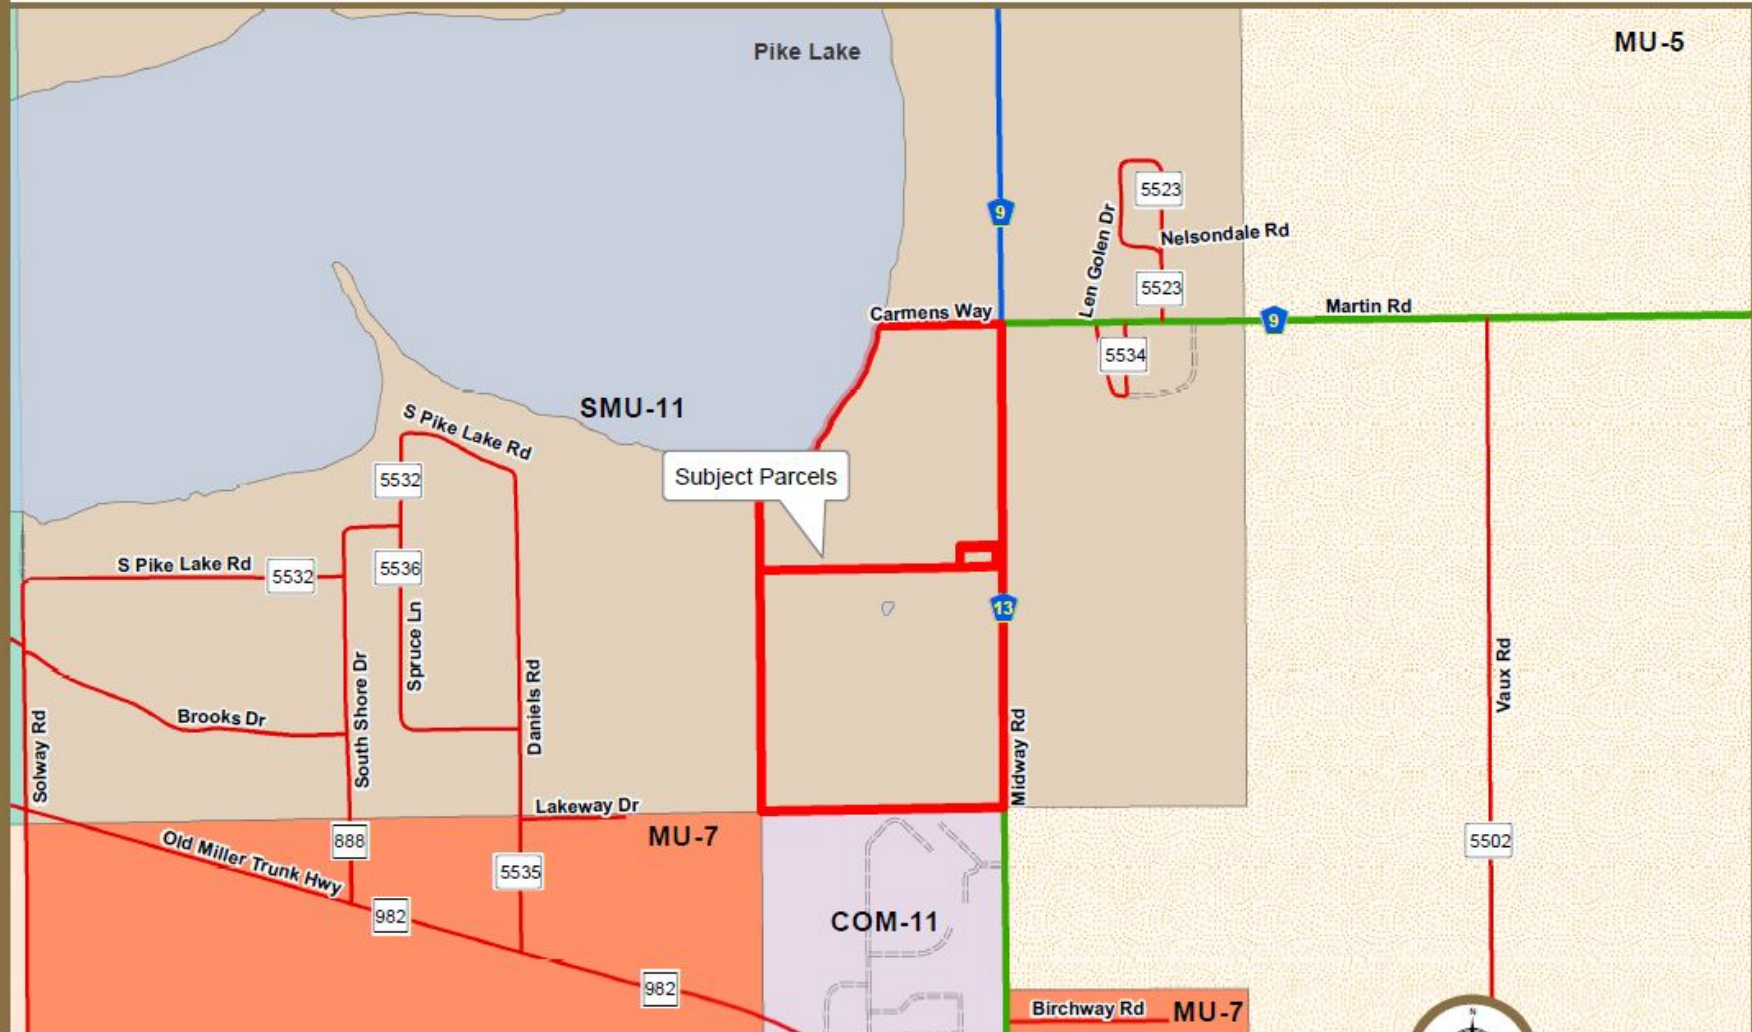 MU-5
Pike Lake
5523
9
Len Golen Dr
Nelsondale Rd
5523
Carmens Way
9
Martin Rd
5534
SMU-11
S Pike Lake Rd
Subject Parcels
5532
S Pike Lake Rd
5532
5536
13
Spruce Ln
South Shore Dr
Daniels Rd
Vaux Rd
Brooks Dr
Solway Rd
Midway Rd
Lakeway Dr
MU-7
888
Old Miller Trunk Hwy
5535
5502
982
COM-11
982
Birchway Rd
MU-7
N